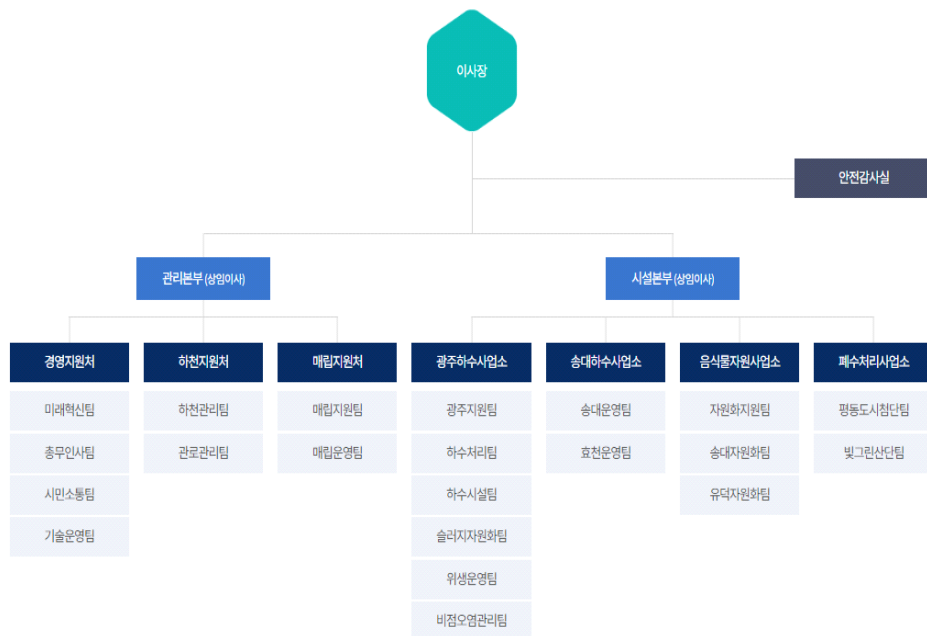 이사장
안전감사실
관리본부 (상임이사)
시설본부 (상임이사)
경영지원처
하천지원처
매립지원처
광주하수사업소
송대하수사업소
음식물자원사업소
폐수처리사업소
미래혁신팀
하천관리팀
매립지원팀
광주지원팀
송대운영팀
자원화지원팀
평동도시첨단팀
총무인사팀
관로관리팀
매립운영팀
하수처리팀
효천운영팀
송대자원화팀
빛그린산단팀
시민소통팀
하수시설팀
유덕자원화팀
기술운영팀
슬러지자원화팀
위생운영팀
비점오염관리팀